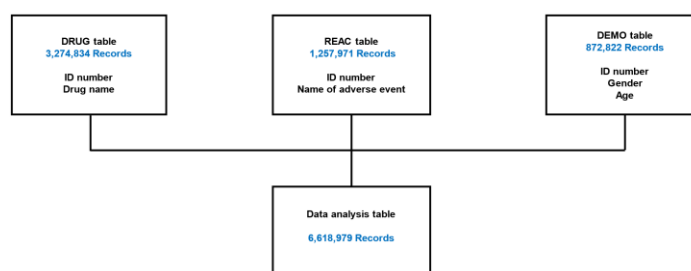 DRUG table
3,274,834 Records
ID number
Drug name
REAC table
1,257,971 Records
ID number
Name of adverse event
DEMO table
872,822 Records
ID number
Gender
Age
Data analysis table
6,618,979 Records